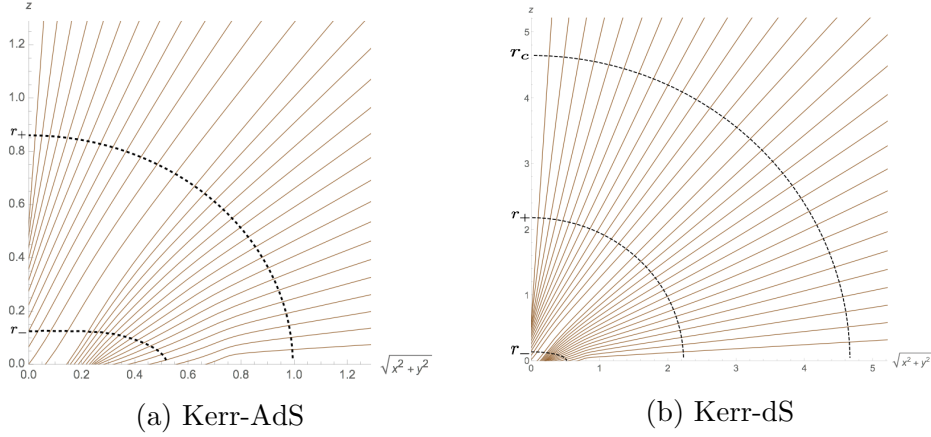 z
1.2
1.0
r₊
0.8
0.6
0.4
0.2
r₋
0.0
0.0 0.2 0.4 0.6 0.8 1.0 1.2
√x² + y²
(a) Kerr-AdS
z
5
r_c
4
3
r₊
2
1
r₋
0
0 1 2 3 4 5
√x² + y²
(b) Kerr-dS